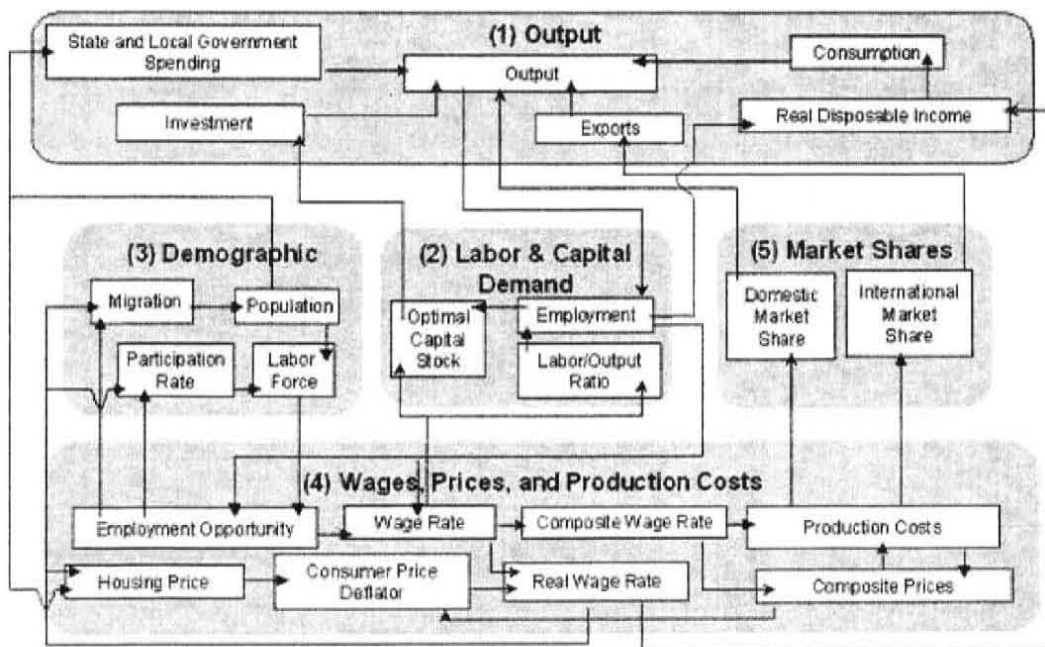 (1) Output
State and Local Government
Spending
Output
Consumption
Investment
Exports
Real Disposable Income
(3) Demographic
Migration
Population
Participation
Rate
Labor
Force
(2) Labor & Capital
Demand
Optimal
Capital
Stock
Employment
Labor/Output
Ratio
(5) Market Shares
Domestic
Market
Share
International
Market
Share
(4) Wages, Prices, and Production Costs
Employment Opportunity
Wage Rate
Composite Wage Rate
Production Costs
Housing Price
Consumer Price
Deflator
Real Wage Rate
Composite Prices